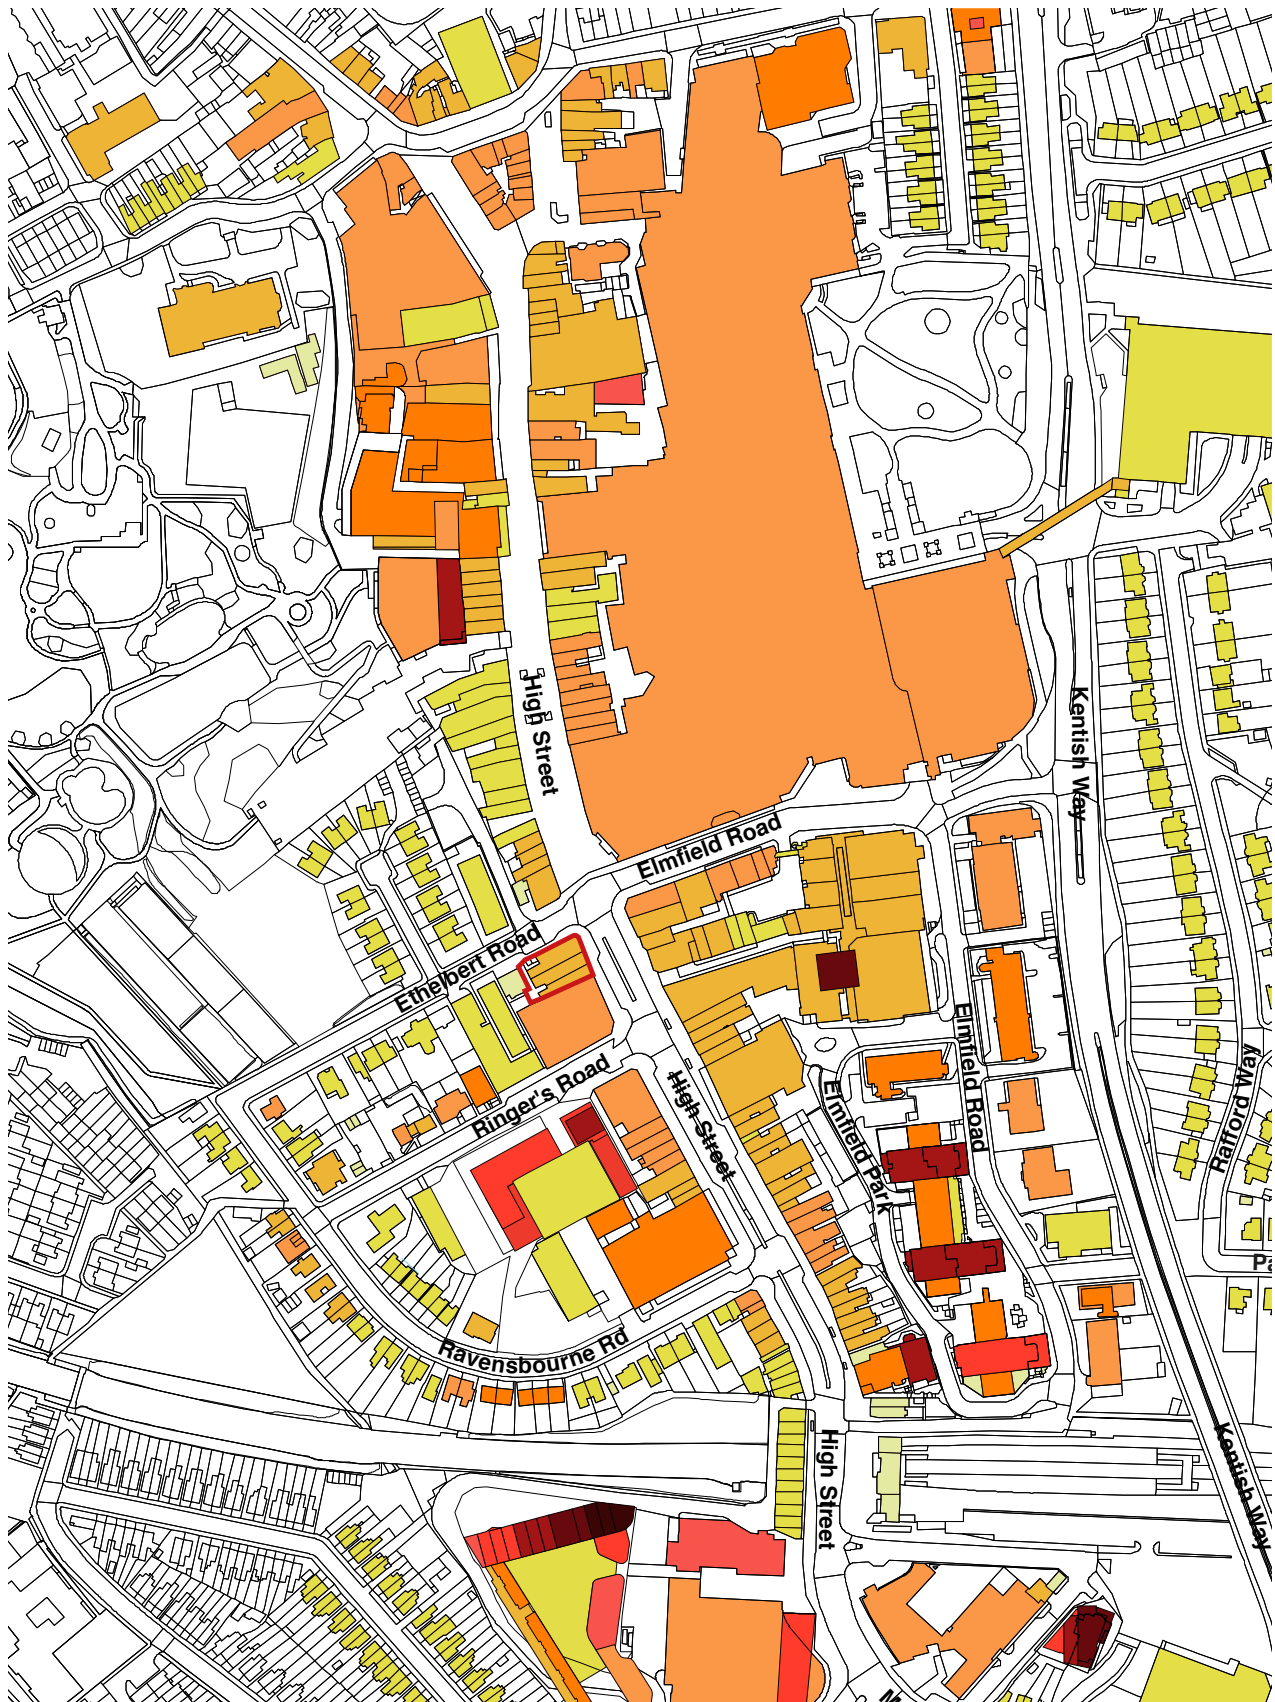 High Street
Kentish Way
Elmfield Road
Ethelbert Road
Elmfield Road
Ringer's Road
High Street
Elmfield Park
Rafford Way
Ravensbourne Rd
High Street
Kentish Way